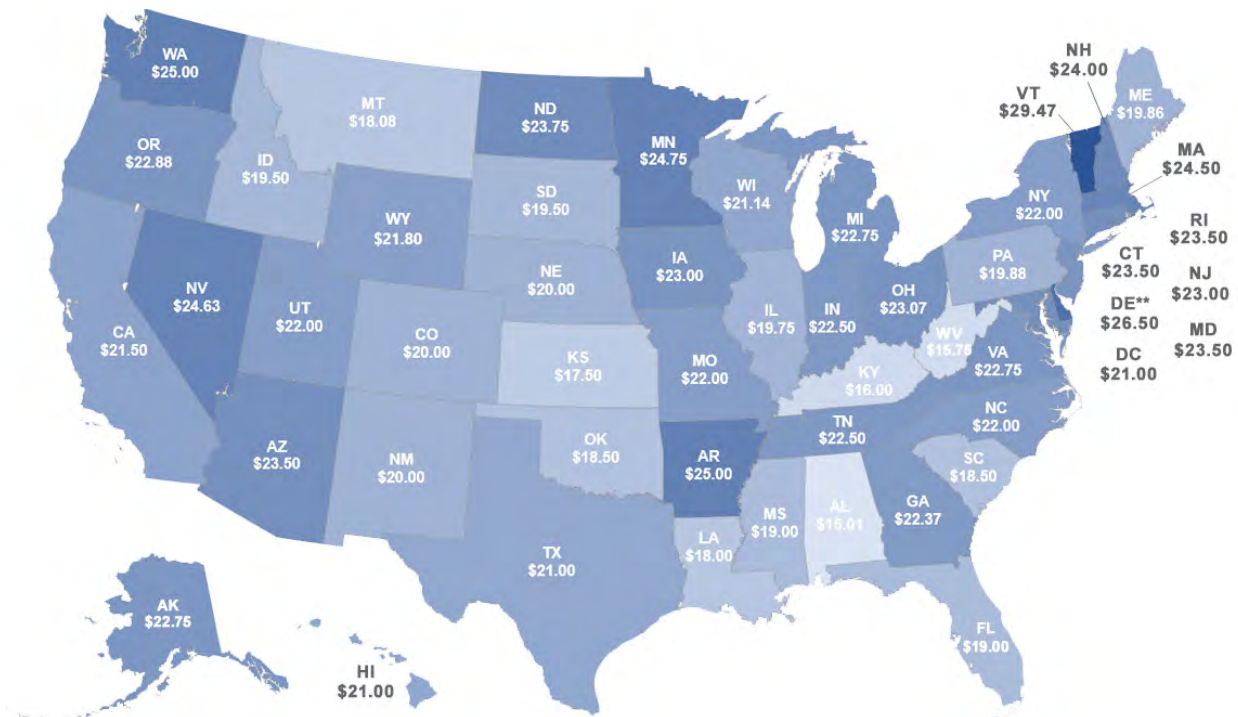 WA
$25.00
OR
$22.88
CA
$21.50
ID
$19.50
NV
$24.63
MT
$18.08
WY
$21.80
UT
$22.00
AZ
$23.50
CO
$20.00
NM
$20.00
ND
$23.75
SD
$19.50
NE
$20.00
KS
$17.50
OK
$18.50
TX
$21.00
MN
$24.75
IA
$23.00
MO
$22.00
AR
$25.00
LA
$18.00
WI
$21.14
IL
$19.75
MI
$22.75
IN
$22.50
OH
$23.07
KY
$16.00
TN
$22.50
MS
$19.00
AL
$15.01
GA
$22.37
FL
$19.00
SC
$18.50
NC
$22.00
VA
$22.75
WV
$15.75
PA
$19.88
NY
$22.00
VT
$29.47
NH
$24.00
ME
$19.86
MA
$24.50
RI
$23.50
CT
$23.50
NJ
$23.00
DE**
$26.50
MD
$23.50
DC
$21.00
AK
$22.75
HI
$21.00